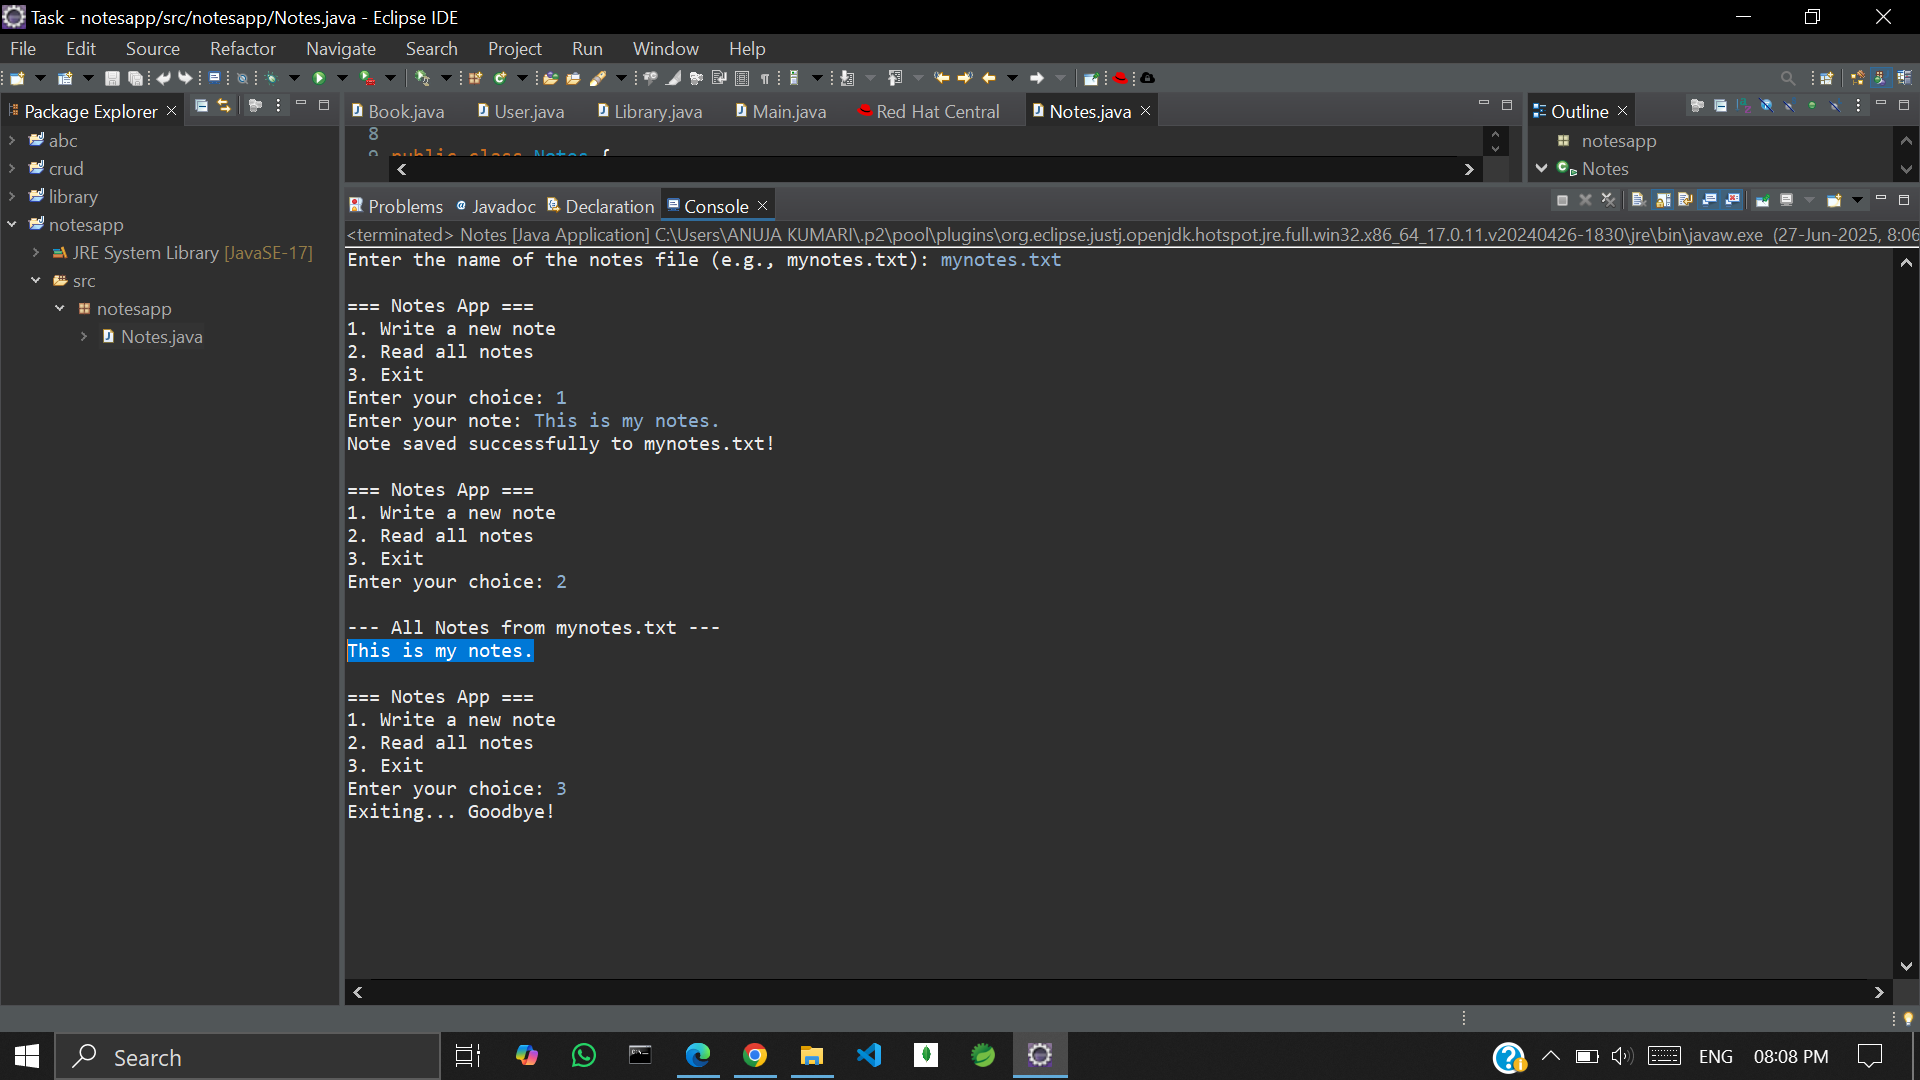 Task - notesapp/src/notesapp/Notes.java - Eclipse IDE
File Edit Source Refactor Navigate Search Project Run Window Help
Package Explorer
abc
crud
library
notesapp
JRE System Library [JavaSE-17]
src
notesapp
Notes.java
Book.java User.java Library.java Main.java Red Hat Central Notes.java
8
9 public class Notes {
Outline
notesapp
Notes
Problems Javadoc Declaration Console
<terminated> Notes [Java Application] C:\Users\ANUJA KUMARI\.p2\pool\plugins\org.eclipse.justj.openjdk.hotspot.jre.full.win32.x86_64_17.0.11.v20240426-1830\jre\bin\javaw.exe (27-Jun-2025, 8:06
Enter the name of the notes file (e.g., mynotes.txt): mynotes.txt
=== Notes App ===
1. Write a new note
2. Read all notes
3. Exit
Enter your choice: 1
Enter your note: This is my notes.
Note saved successfully to mynotes.txt!
=== Notes App ===
1. Write a new note
2. Read all notes
3. Exit
Enter your choice: 2
--- All Notes from mynotes.txt ---
This is my notes.
=== Notes App ===
1. Write a new note
2. Read all notes
3. Exit
Enter your choice: 3
Exiting... Goodbye!
Search
ENG 08:08 PM